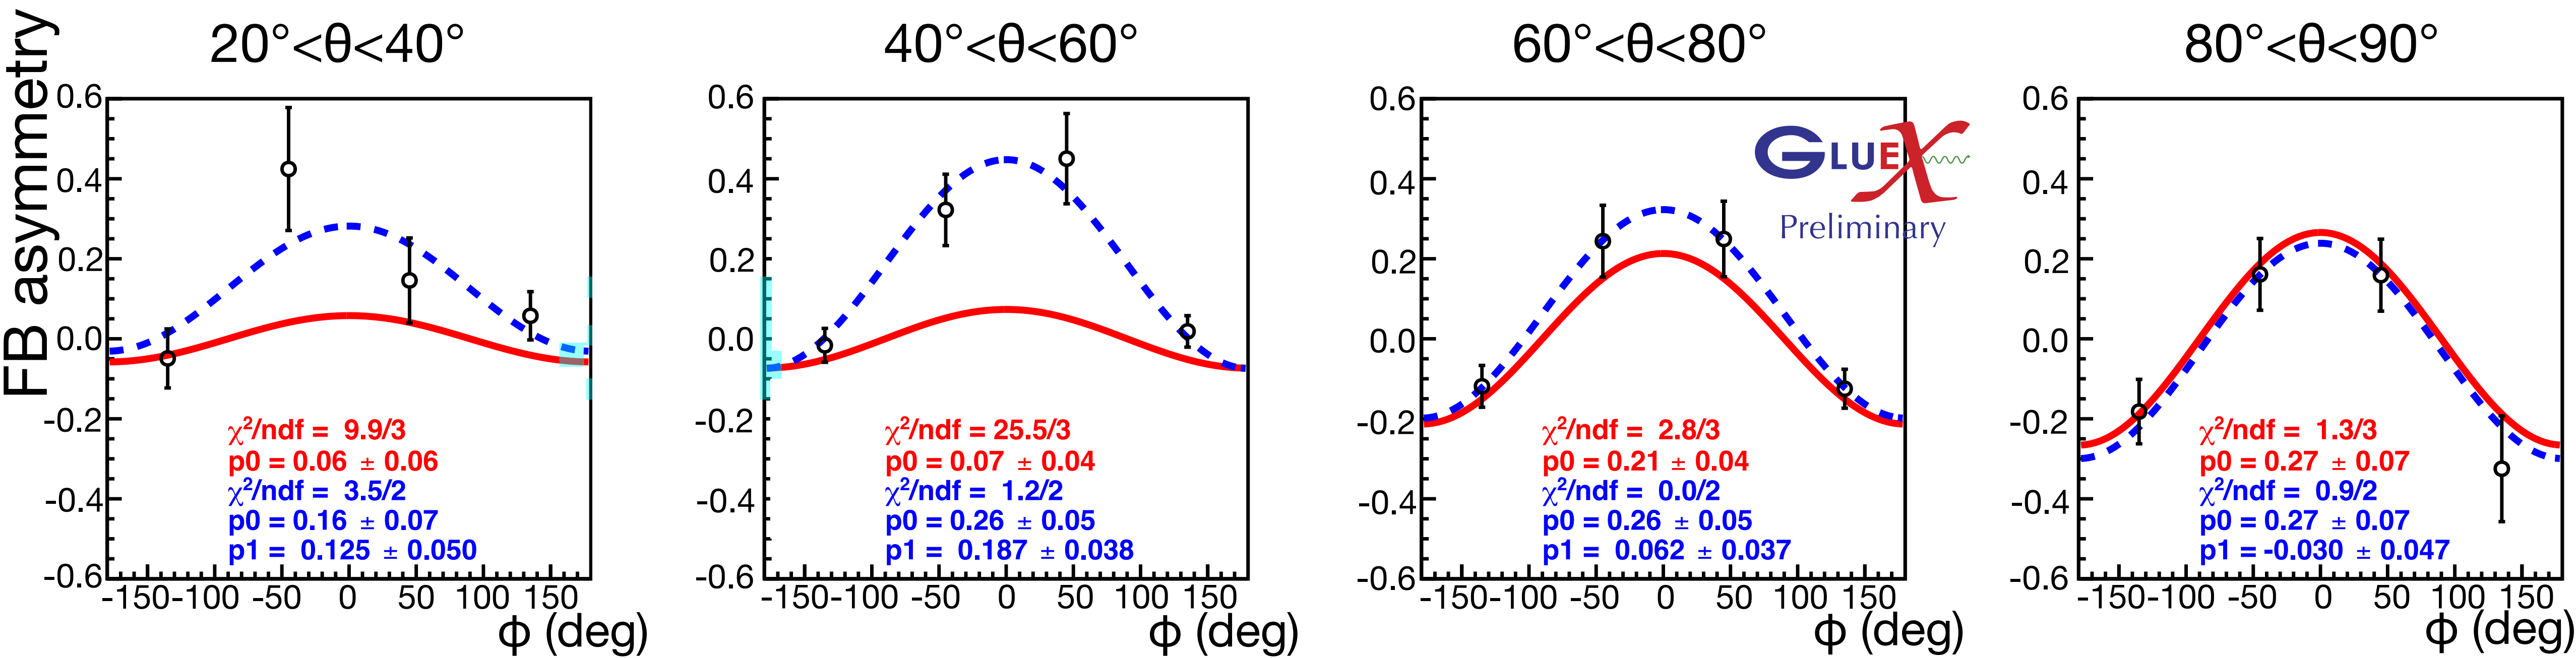 FB asymmetry
20°<θ<40°
0.6
0.4
0.2
0.0
-0.2
-0.4
-0.6
χ²/ndf = 9.9/3
p0 = 0.06 ± 0.06
χ²/ndf = 3.5/2
p0 = 0.16 ± 0.07
p1 = 0.125 ± 0.050
-150 -100 -50 0 50 100 150
ϕ (deg)
40°<θ<60°
0.6
0.4
0.2
0.0
-0.2
-0.4
-0.6
χ²/ndf = 25.5/3
p0 = 0.07 ± 0.04
χ²/ndf = 1.2/2
p0 = 0.26 ± 0.05
p1 = 0.187 ± 0.038
-150 -100 -50 0 50 100 150
ϕ (deg)
60°<θ<80°
0.6
0.4
0.2
0.0
-0.2
-0.4
-0.6
GLUEX
Preliminary
χ²/ndf = 2.8/3
p0 = 0.21 ± 0.04
χ²/ndf = 0.0/2
p0 = 0.26 ± 0.05
p1 = 0.062 ± 0.037
-150 -100 -50 0 50 100 150
ϕ (deg)
80°<θ<90°
0.6
0.4
0.2
0.0
-0.2
-0.4
-0.6
χ²/ndf = 1.3/3
p0 = 0.27 ± 0.07
χ²/ndf = 0.9/2
p0 = 0.27 ± 0.07
p1 = -0.030 ± 0.047
-150 -100 -50 0 50 100 150
ϕ (deg)